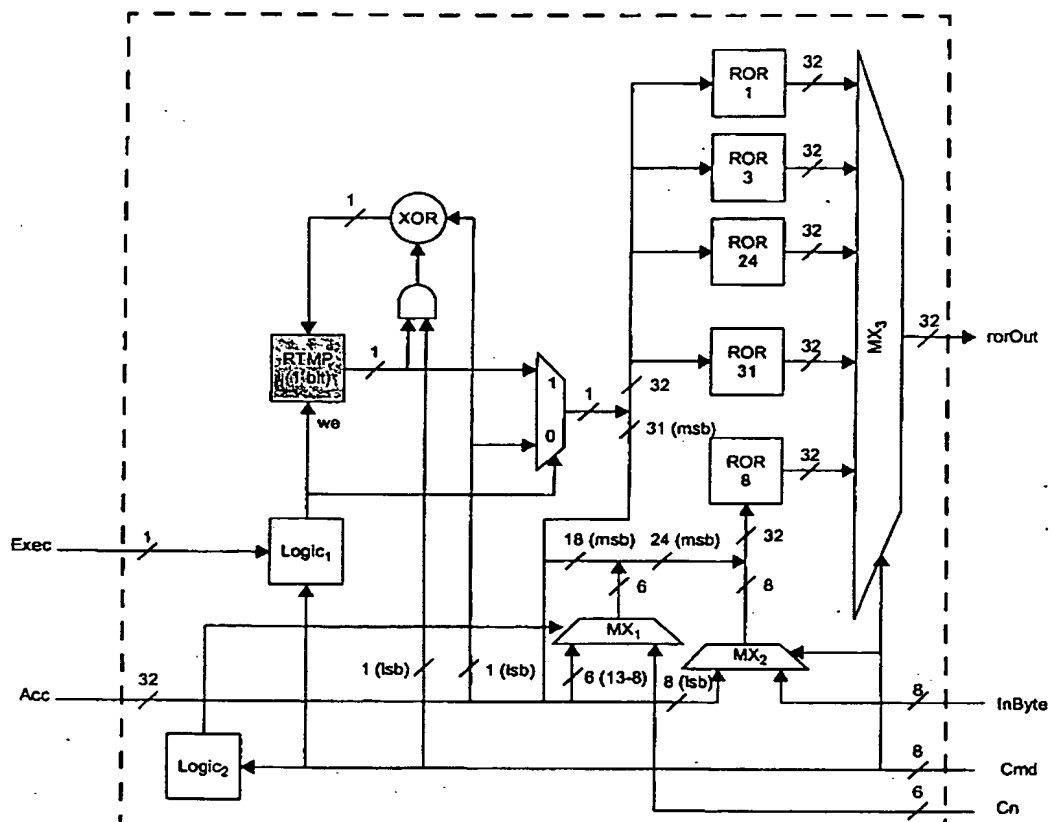 32
ROR
1
32
ROR
3
1
XOR
32
ROR
24
RTMP
(1-bit)
1
we
1
0
1
32
31 (msb)
32
ROR
31
MX3
32
rorOut
32
ROR
8
Exec
1
Logic1
18 (msb)
24 (msb)
32
6
8
MX1
MX2
1 (lsb)
1 (lsb)
6 (13-8)
8 (lsb)
Acc
32
8
InByte
Logic2
8
Cmd
6
Cn